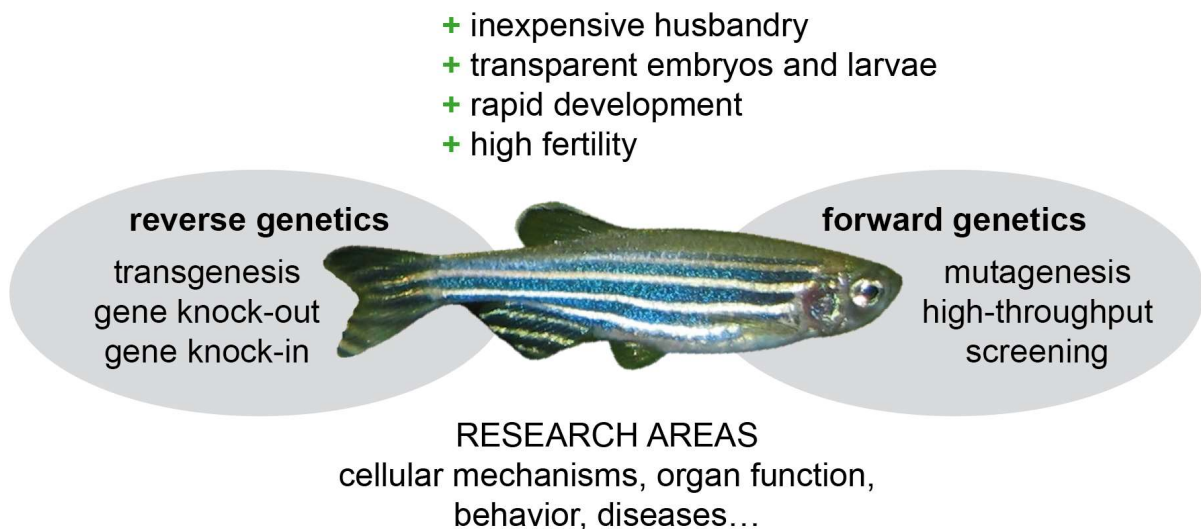 + inexpensive husbandry
+ transparent embryos and larvae
+ rapid development
+ high fertility
reverse genetics
transgenesis
gene knock-out
gene knock-in
forward genetics
mutagenesis
high-throughput
screening
RESEARCH AREAS
cellular mechanisms, organ function,
behavior, diseases…